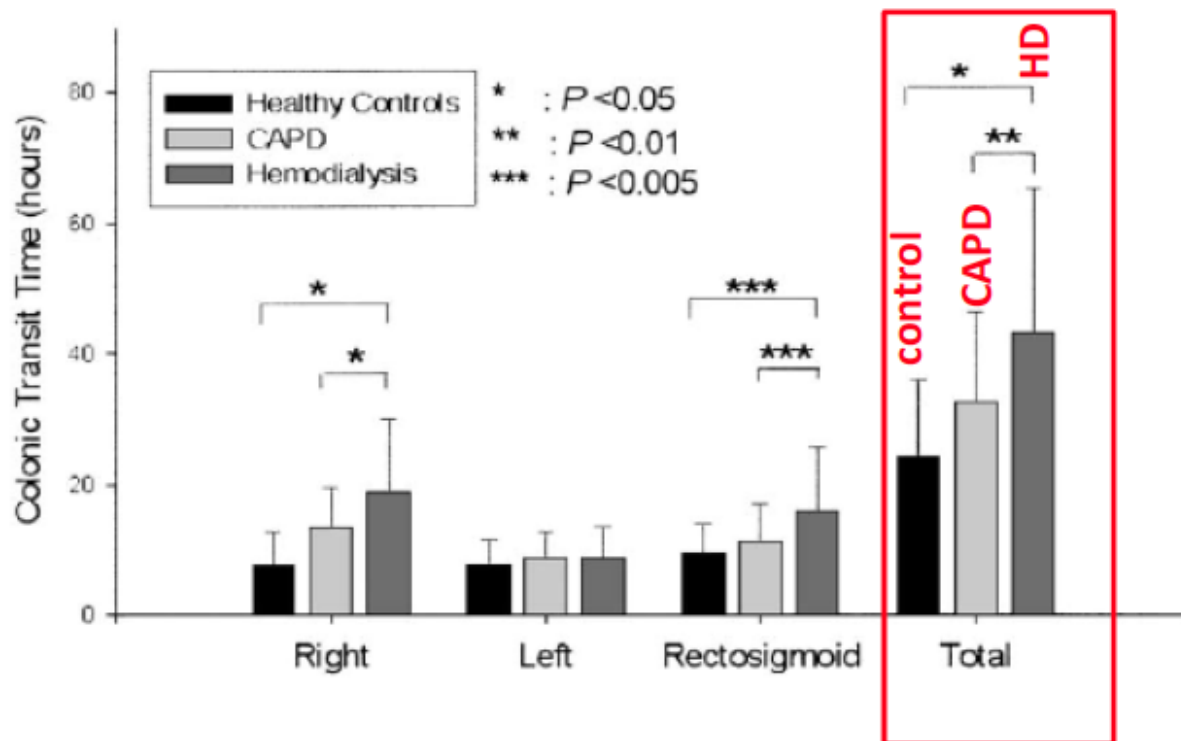 Colonic Transit Time (hours)
80
60
40
20
0
Healthy Controls
CAPD
Hemodialysis
* : P <0.05
** : P <0.01
*** : P <0.005
*
*
***
***
*
**
control
CAPD
HD
Right
Left
Rectosigmoid
Total